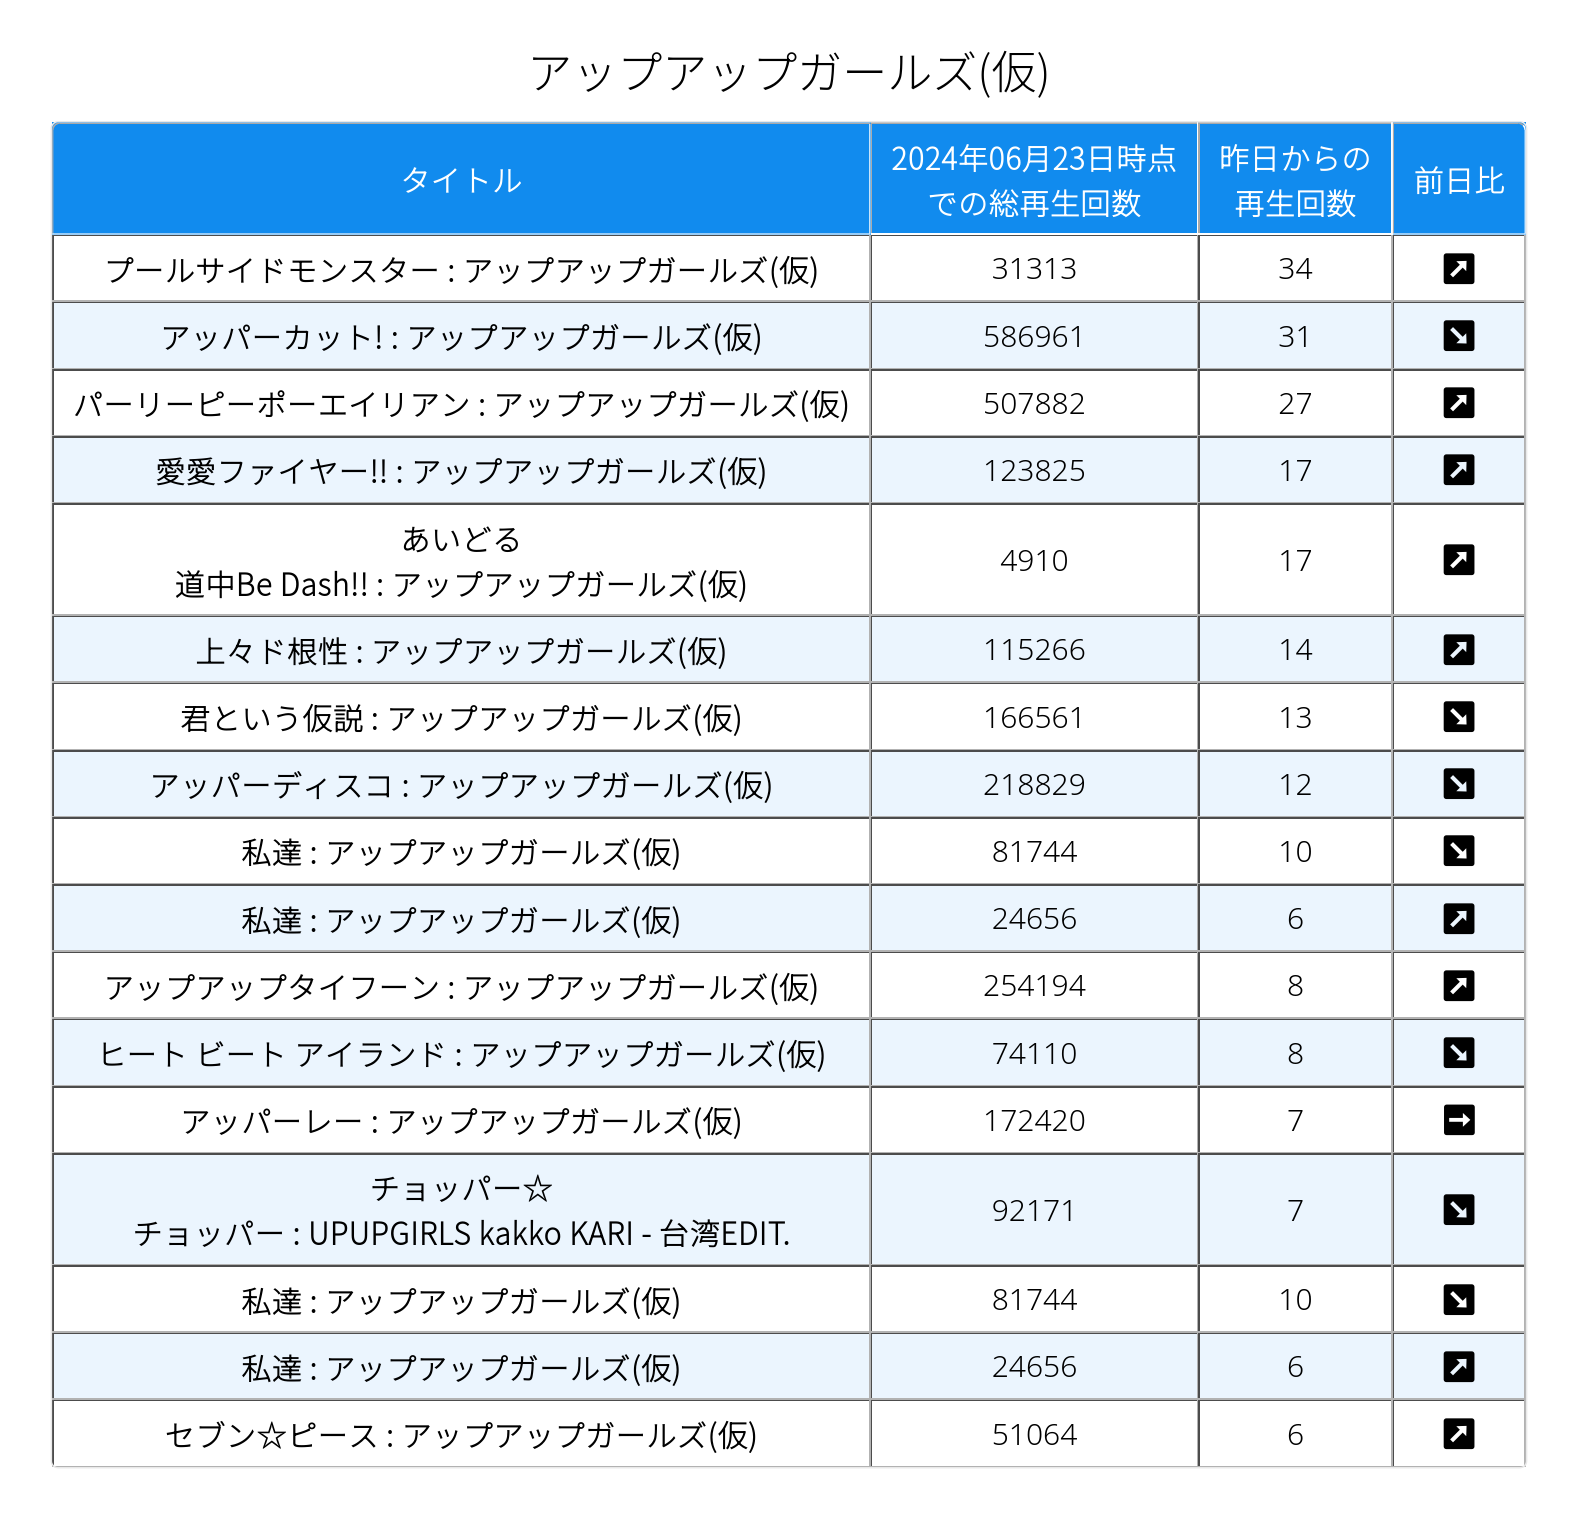 アップアップガールズ(仮)
タイトル
2024年06月23日時点
での総再生回数
昨日からの
再生回数
前日比
プールサイドモンスター : アップアップガールズ(仮) 31313 34 ↗
アッパーカット! : アップアップガールズ(仮) 586961 31 ↘
パーリーピーポーエイリアン : アップアップガールズ(仮) 507882 27 ↗
愛愛ファイヤー!! : アップアップガールズ(仮) 123825 17 ↗
あいどる
道中Be Dash!! : アップアップガールズ(仮) 4910 17 ↗
上々ド根性 : アップアップガールズ(仮) 115266 14 ↗
君という仮説 : アップアップガールズ(仮) 166561 13 ↘
アッパーディスコ : アップアップガールズ(仮) 218829 12 ↘
私達 : アップアップガールズ(仮) 81744 10 ↘
私達 : アップアップガールズ(仮) 24656 6 ↗
アップアップタイフーン : アップアップガールズ(仮) 254194 8 ↗
ヒート ビート アイランド : アップアップガールズ(仮) 74110 8 ↘
アッパーレー : アップアップガールズ(仮) 172420 7 →
チョッパー☆
チョッパー : UPUPGIRLS kakko KARI - 台湾EDIT. 92171 7 ↘
私達 : アップアップガールズ(仮) 81744 10 ↘
私達 : アップアップガールズ(仮) 24656 6 ↗
セブン☆ピース : アップアップガールズ(仮) 51064 6 ↗